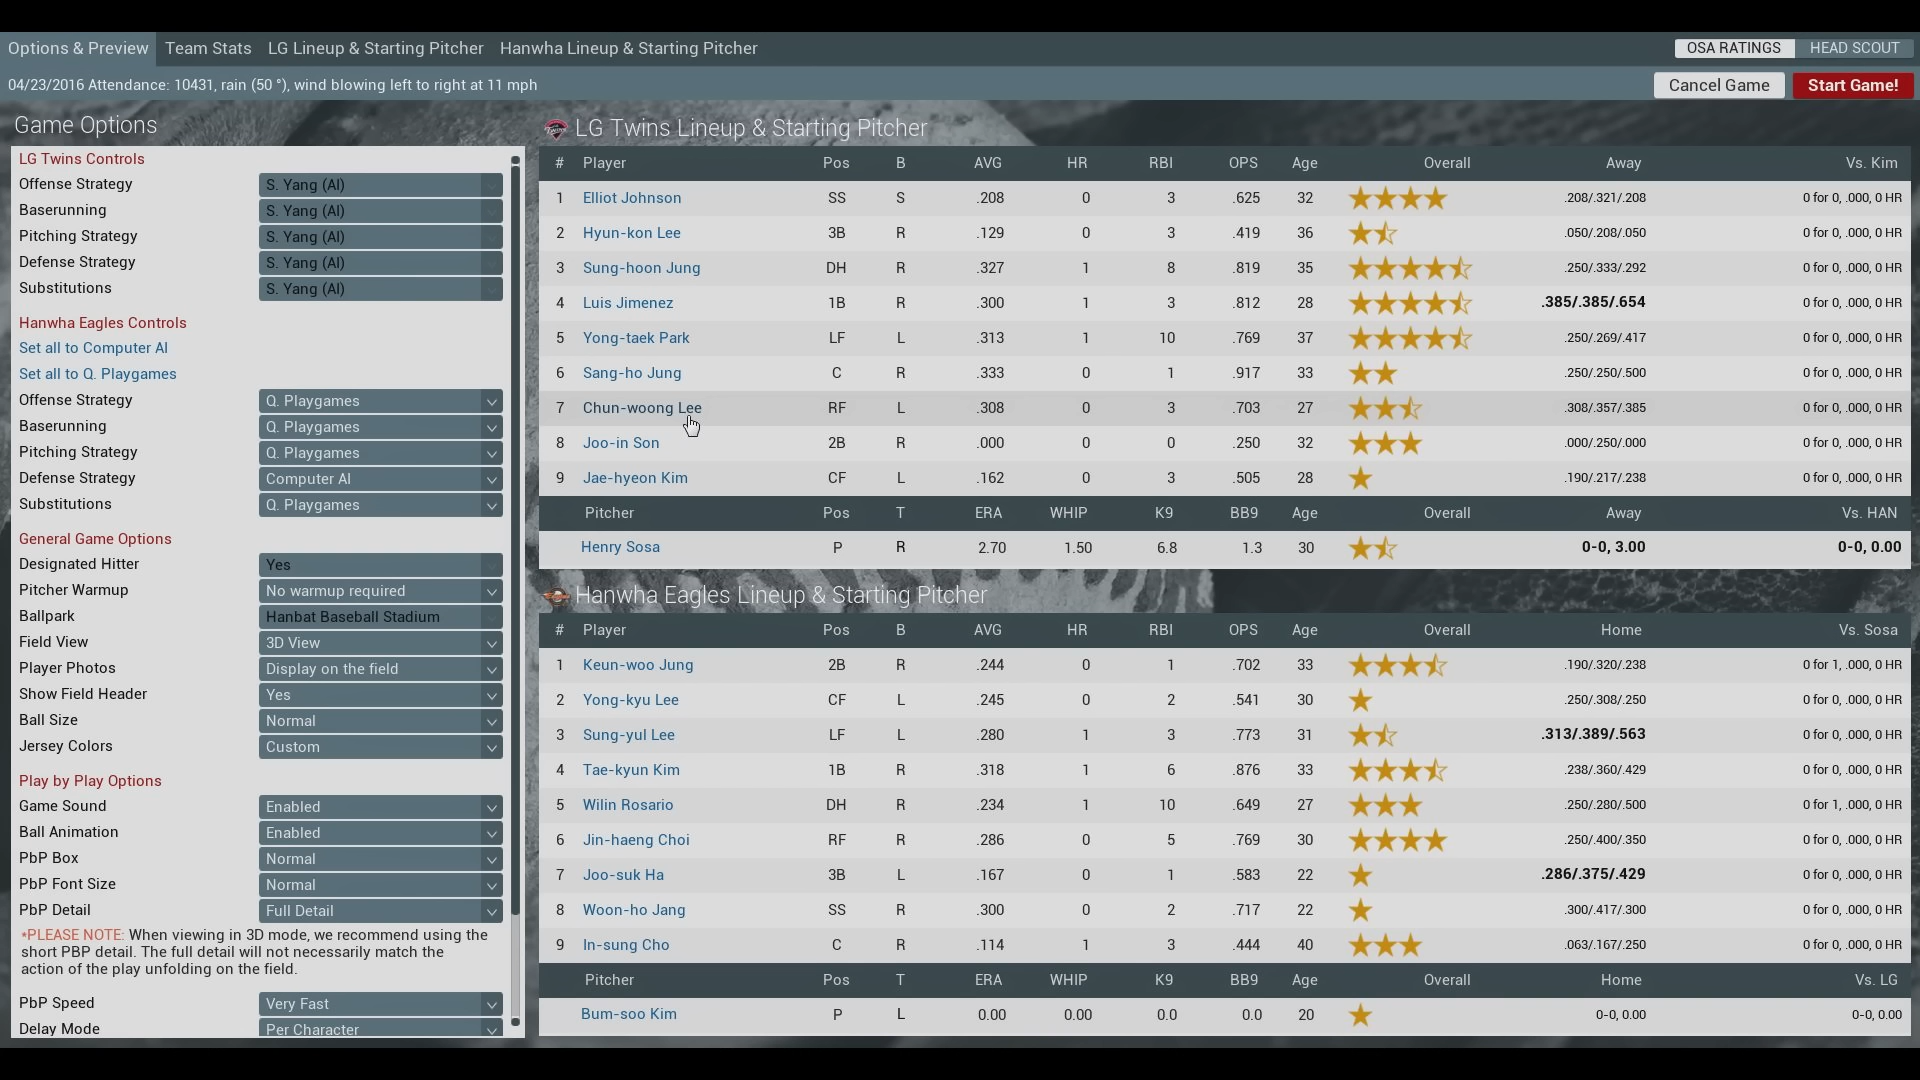 Options & Preview Team Stats LG Lineup & Starting Pitcher Hanwha Lineup & Starting Pitcher OSA RATINGS HEAD SCOUT
04/23/2016 Attendance: 10431, rain (50 °), wind blowing left to right at 11 mph Cancel Game Start Game!
Game Options
LG Twins Controls
Offense Strategy S. Yang (AI)
Baserunning S. Yang (AI)
Pitching Strategy S. Yang (AI)
Defense Strategy S. Yang (AI)
Substitutions S. Yang (AI)
Hanwha Eagles Controls
Set all to Computer AI
Set all to Q. Playgames
Offense Strategy Q. Playgames
Baserunning Q. Playgames
Pitching Strategy Q. Playgames
Defense Strategy Computer AI
Substitutions Q. Playgames
General Game Options
Designated Hitter Yes
Pitcher Warmup No warmup required
Ballpark Hanbat Baseball Stadium
Field View 3D View
Player Photos Display on the field
Show Field Header Yes
Ball Size Normal
Jersey Colors Custom
Play by Play Options
Game Sound Enabled
Ball Animation Enabled
PbP Box Normal
PbP Font Size Normal
PbP Detail Full Detail
*PLEASE NOTE: When viewing in 3D mode, we recommend using the
short PBP detail. The full detail will not necessarily match the
action of the play unfolding on the field.
PbP Speed Very Fast
Delay Mode Per Character
LG Twins Lineup & Starting Pitcher
# Player Pos B AVG HR RBI OPS Age Overall Away Vs. Kim
1 Elliot Johnson SS S .208 0 3 .625 32 .208/.321/.208 0 for 0, .000, 0 HR
2 Hyun-kon Lee 3B R .129 0 3 .419 36 .050/.208/.050 0 for 0, .000, 0 HR
3 Sung-hoon Jung DH R .327 1 8 .819 35 .250/.333/.292 0 for 0, .000, 0 HR
4 Luis Jimenez 1B R .300 1 3 .812 28 .385/.385/.654 0 for 0, .000, 0 HR
5 Yong-taek Park LF L .313 1 10 .769 37 .250/.269/.417 0 for 0, .000, 0 HR
6 Sang-ho Jung C R .333 0 1 .917 33 .250/.250/.500 0 for 0, .000, 0 HR
7 Chun-woong Lee RF L .308 0 3 .703 27 .308/.357/.385 0 for 0, .000, 0 HR
8 Joo-in Son 2B R .000 0 0 .250 32 .000/.250/.000 0 for 0, .000, 0 HR
9 Jae-hyeon Kim CF L .162 0 3 .505 28 .190/.217/.238 0 for 0, .000, 0 HR
Pitcher Pos T ERA WHIP K9 BB9 Age Overall Away Vs. HAN
Henry Sosa P R 2.70 1.50 6.8 1.3 30 0-0, 3.00 0-0, 0.00
Hanwha Eagles Lineup & Starting Pitcher
# Player Pos B AVG HR RBI OPS Age Overall Home Vs. Sosa
1 Keun-woo Jung 2B R .244 0 1 .702 33 .190/.320/.238 0 for 1, .000, 0 HR
2 Yong-kyu Lee CF L .245 0 2 .541 30 .250/.308/.250 0 for 0, .000, 0 HR
3 Sung-yul Lee LF L .280 1 3 .773 31 .313/.389/.563 0 for 0, .000, 0 HR
4 Tae-kyun Kim 1B R .318 1 6 .876 33 .238/.360/.429 0 for 0, .000, 0 HR
5 Wilin Rosario DH R .234 1 10 .649 27 .250/.280/.500 0 for 1, .000, 0 HR
6 Jin-haeng Choi RF R .286 0 5 .769 30 .250/.400/.350 0 for 0, .000, 0 HR
7 Joo-suk Ha 3B L .167 0 1 .583 22 .286/.375/.429 0 for 0, .000, 0 HR
8 Woon-ho Jang SS R .300 0 2 .717 22 .300/.417/.300 0 for 0, .000, 0 HR
9 In-sung Cho C R .114 1 3 .444 40 .063/.167/.250 0 for 0, .000, 0 HR
Pitcher Pos T ERA WHIP K9 BB9 Age Overall Home Vs. LG
Bum-soo Kim P L 0.00 0.00 0.0 0.0 20 0-0, 0.00 0-0, 0.00